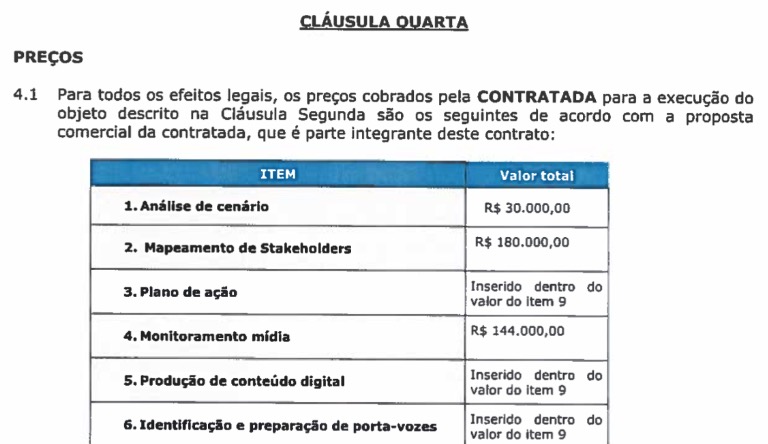 CLÁUSULA QUARTA
PREÇOS
4.1 Para todos os efeitos legais, os preços cobrados pela CONTRATADA para a execução do
objeto descrito na Cláusula Segunda são os seguintes de acordo com a proposta
comercial da contratada, que é parte integrante deste contrato:
ITEM Valor total
1. Análise de cenário R$ 30.000,00
2. Mapeamento de Stakeholders R$ 180.000,00
3. Plano de ação Inserido dentro do
valor do item 9
4. Monitoramento mídia R$ 144.000,00
5. Produção de conteúdo digital Inserido dentro do
valor do item 9
6. Identificação e preparação de porta-vozes Inserido dentro do
valor do item 9